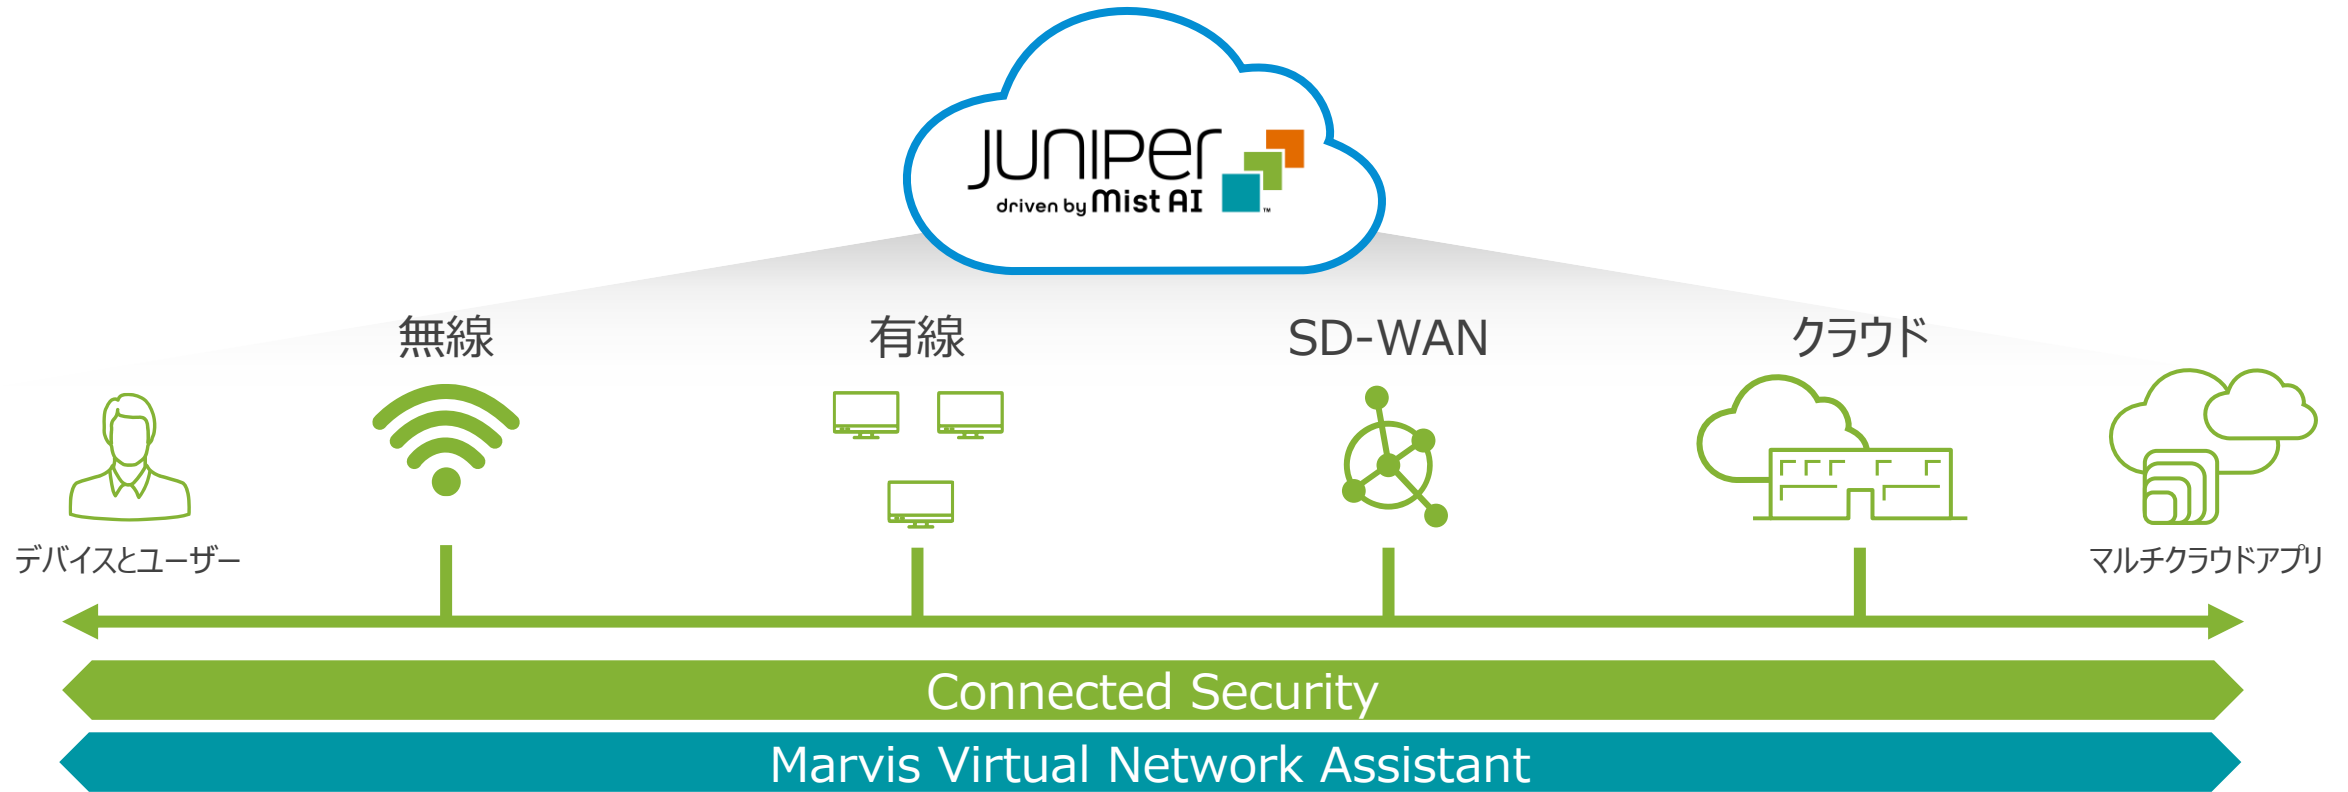 JUNIPer
driven by Mist AI
™
無線
有線
SD-WAN
クラウド
デバイスとユーザー
マルチクラウドアプリ
Connected Security
Marvis Virtual Network Assistant